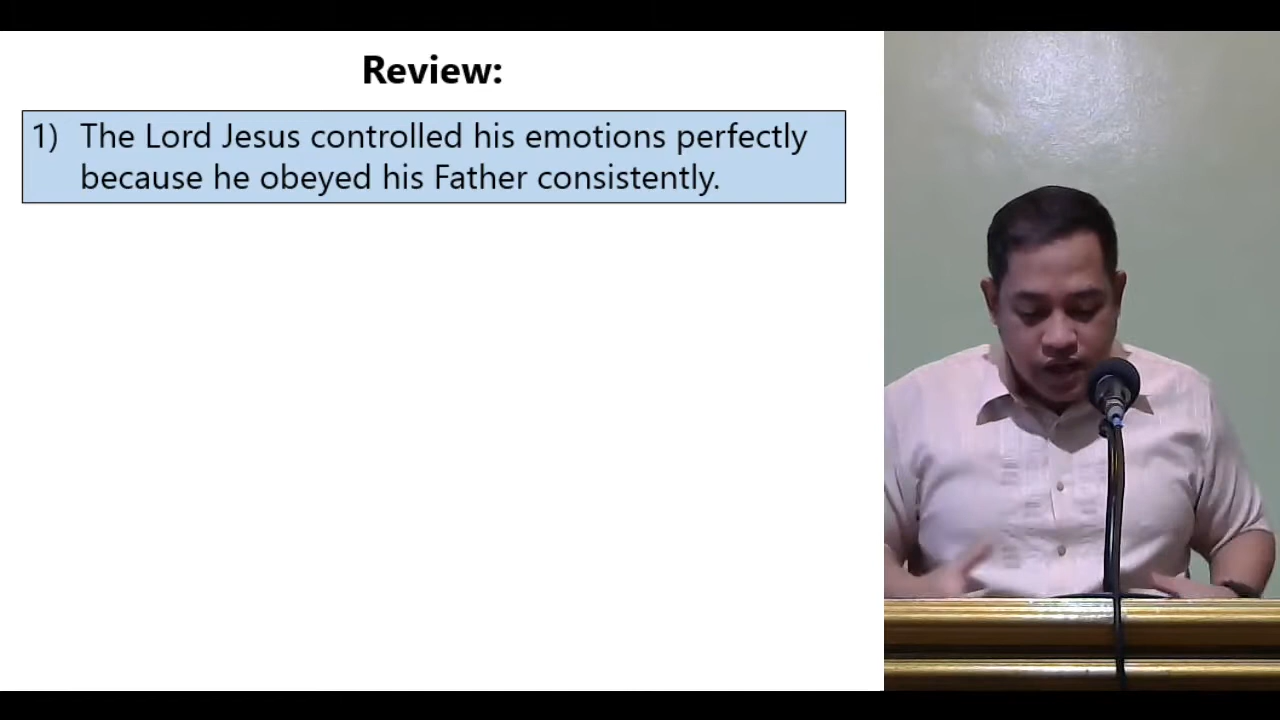 Review:
1) The Lord Jesus controlled his emotions perfectly
because he obeyed his Father consistently.